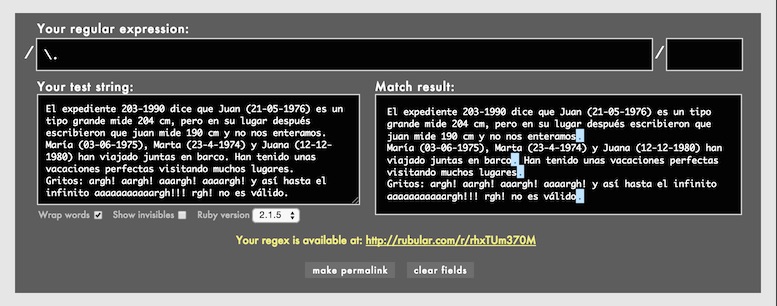 Your regular expression:
/ \. /
Your test string:
El expediente 203-1990 dice que Juan (21-05-1976) es un
tipo grande mide 204 cm, pero en su lugar después
escribieron que juan mide 190 cm y no nos enteramos.
María (03-06-1975), Marta (23-4-1974) y Juana (12-12-
1980) han viajado juntas en barco. Han tenido unas
vacaciones perfectas visitando muchos lugares.
Gritos: argh! aargh! aaargh! aaaargh! y así hasta el
infinito aaaaaaaaaaargh!!! rgh! no es válido.
Wrap words Show invisibles Ruby version 2.1.5
Match result:
El expediente 203-1990 dice que Juan (21-05-1976) es un tipo
grande mide 204 cm, pero en su lugar después escribieron que
juan mide 190 cm y no nos enteramos.
María (03-06-1975), Marta (23-4-1974) y Juana (12-12-1980) han
viajado juntas en barco. Han tenido unas vacaciones perfectas
visitando muchos lugares.
Gritos: argh! aargh! aaargh! aaaargh! y así hasta el infinito
aaaaaaaaaaargh!!! rgh! no es válido.
Your regex is available at: http://rubular.com/r/rhxTUm370M
make permalink clear fields